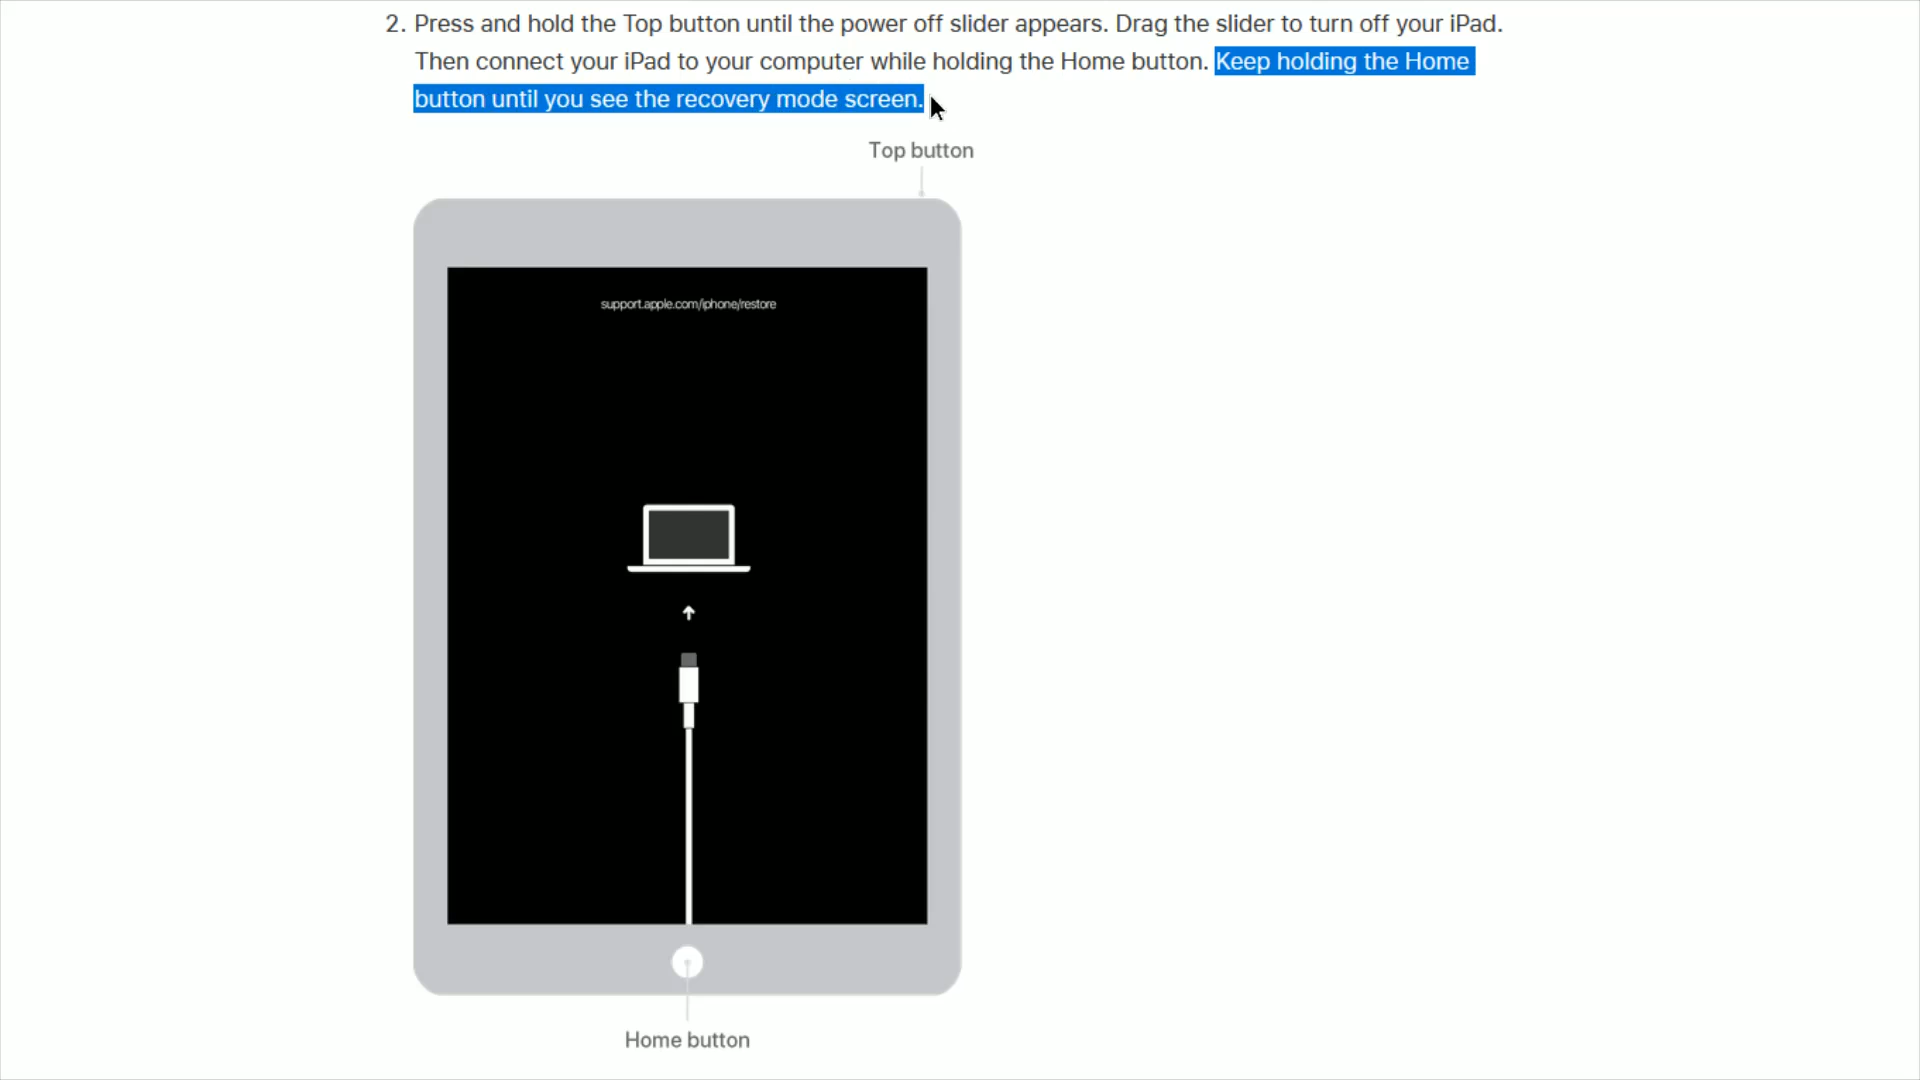 2. Press and hold the Top button until the power off slider appears. Drag the slider to turn off your iPad.
Then connect your iPad to your computer while holding the Home button. Keep holding the Home
button until you see the recovery mode screen.
Top button
support.apple.com/iphone/restore
Home button